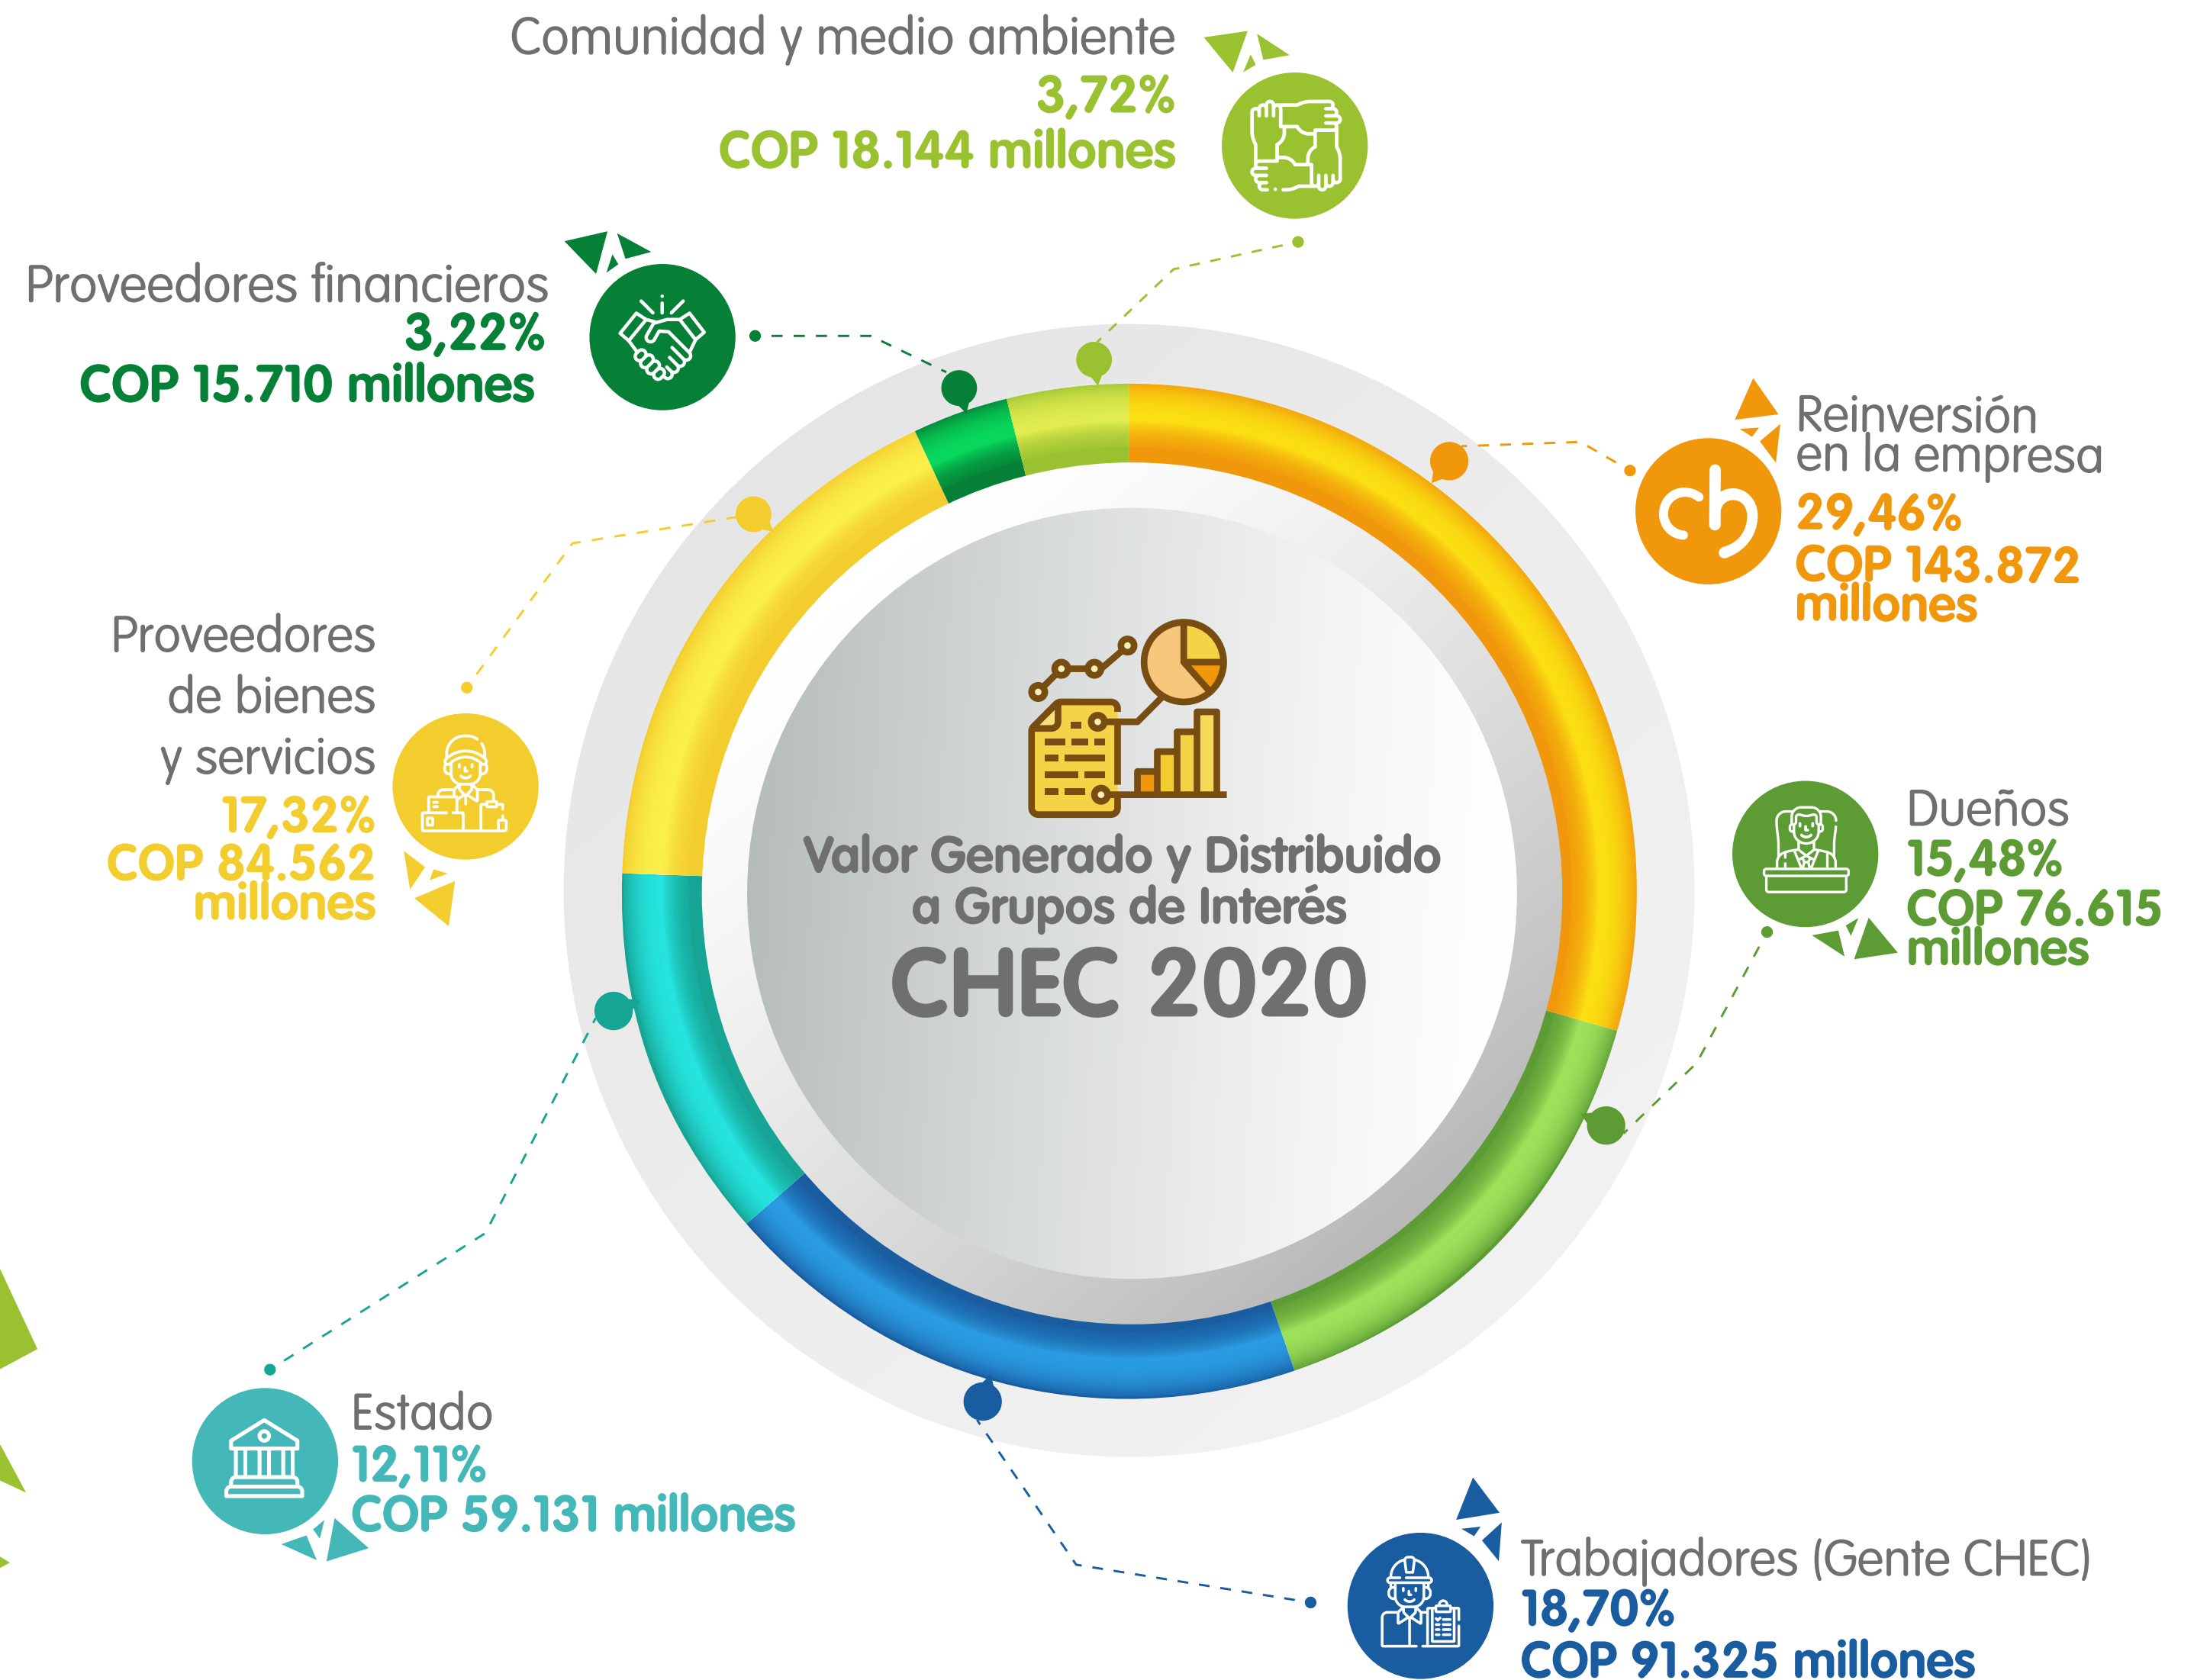 Comunidad y medio ambiente
3,72%
COP 18.144 millones
Proveedores financieros
3,22%
COP 15.710 millones
Reinversión
en la empresa
29,46%
COP 143.872
millones
Proveedores
de bienes
y servicios
17,32%
COP 84.562
millones
Dueños
15,48%
COP 76.615
millones
Valor Generado y Distribuido
a Grupos de Interés
CHEC 2020
Estado
12,11%
COP 59.131 millones
Trabajadores (Gente CHEC)
18,70%
COP 91.325 millones